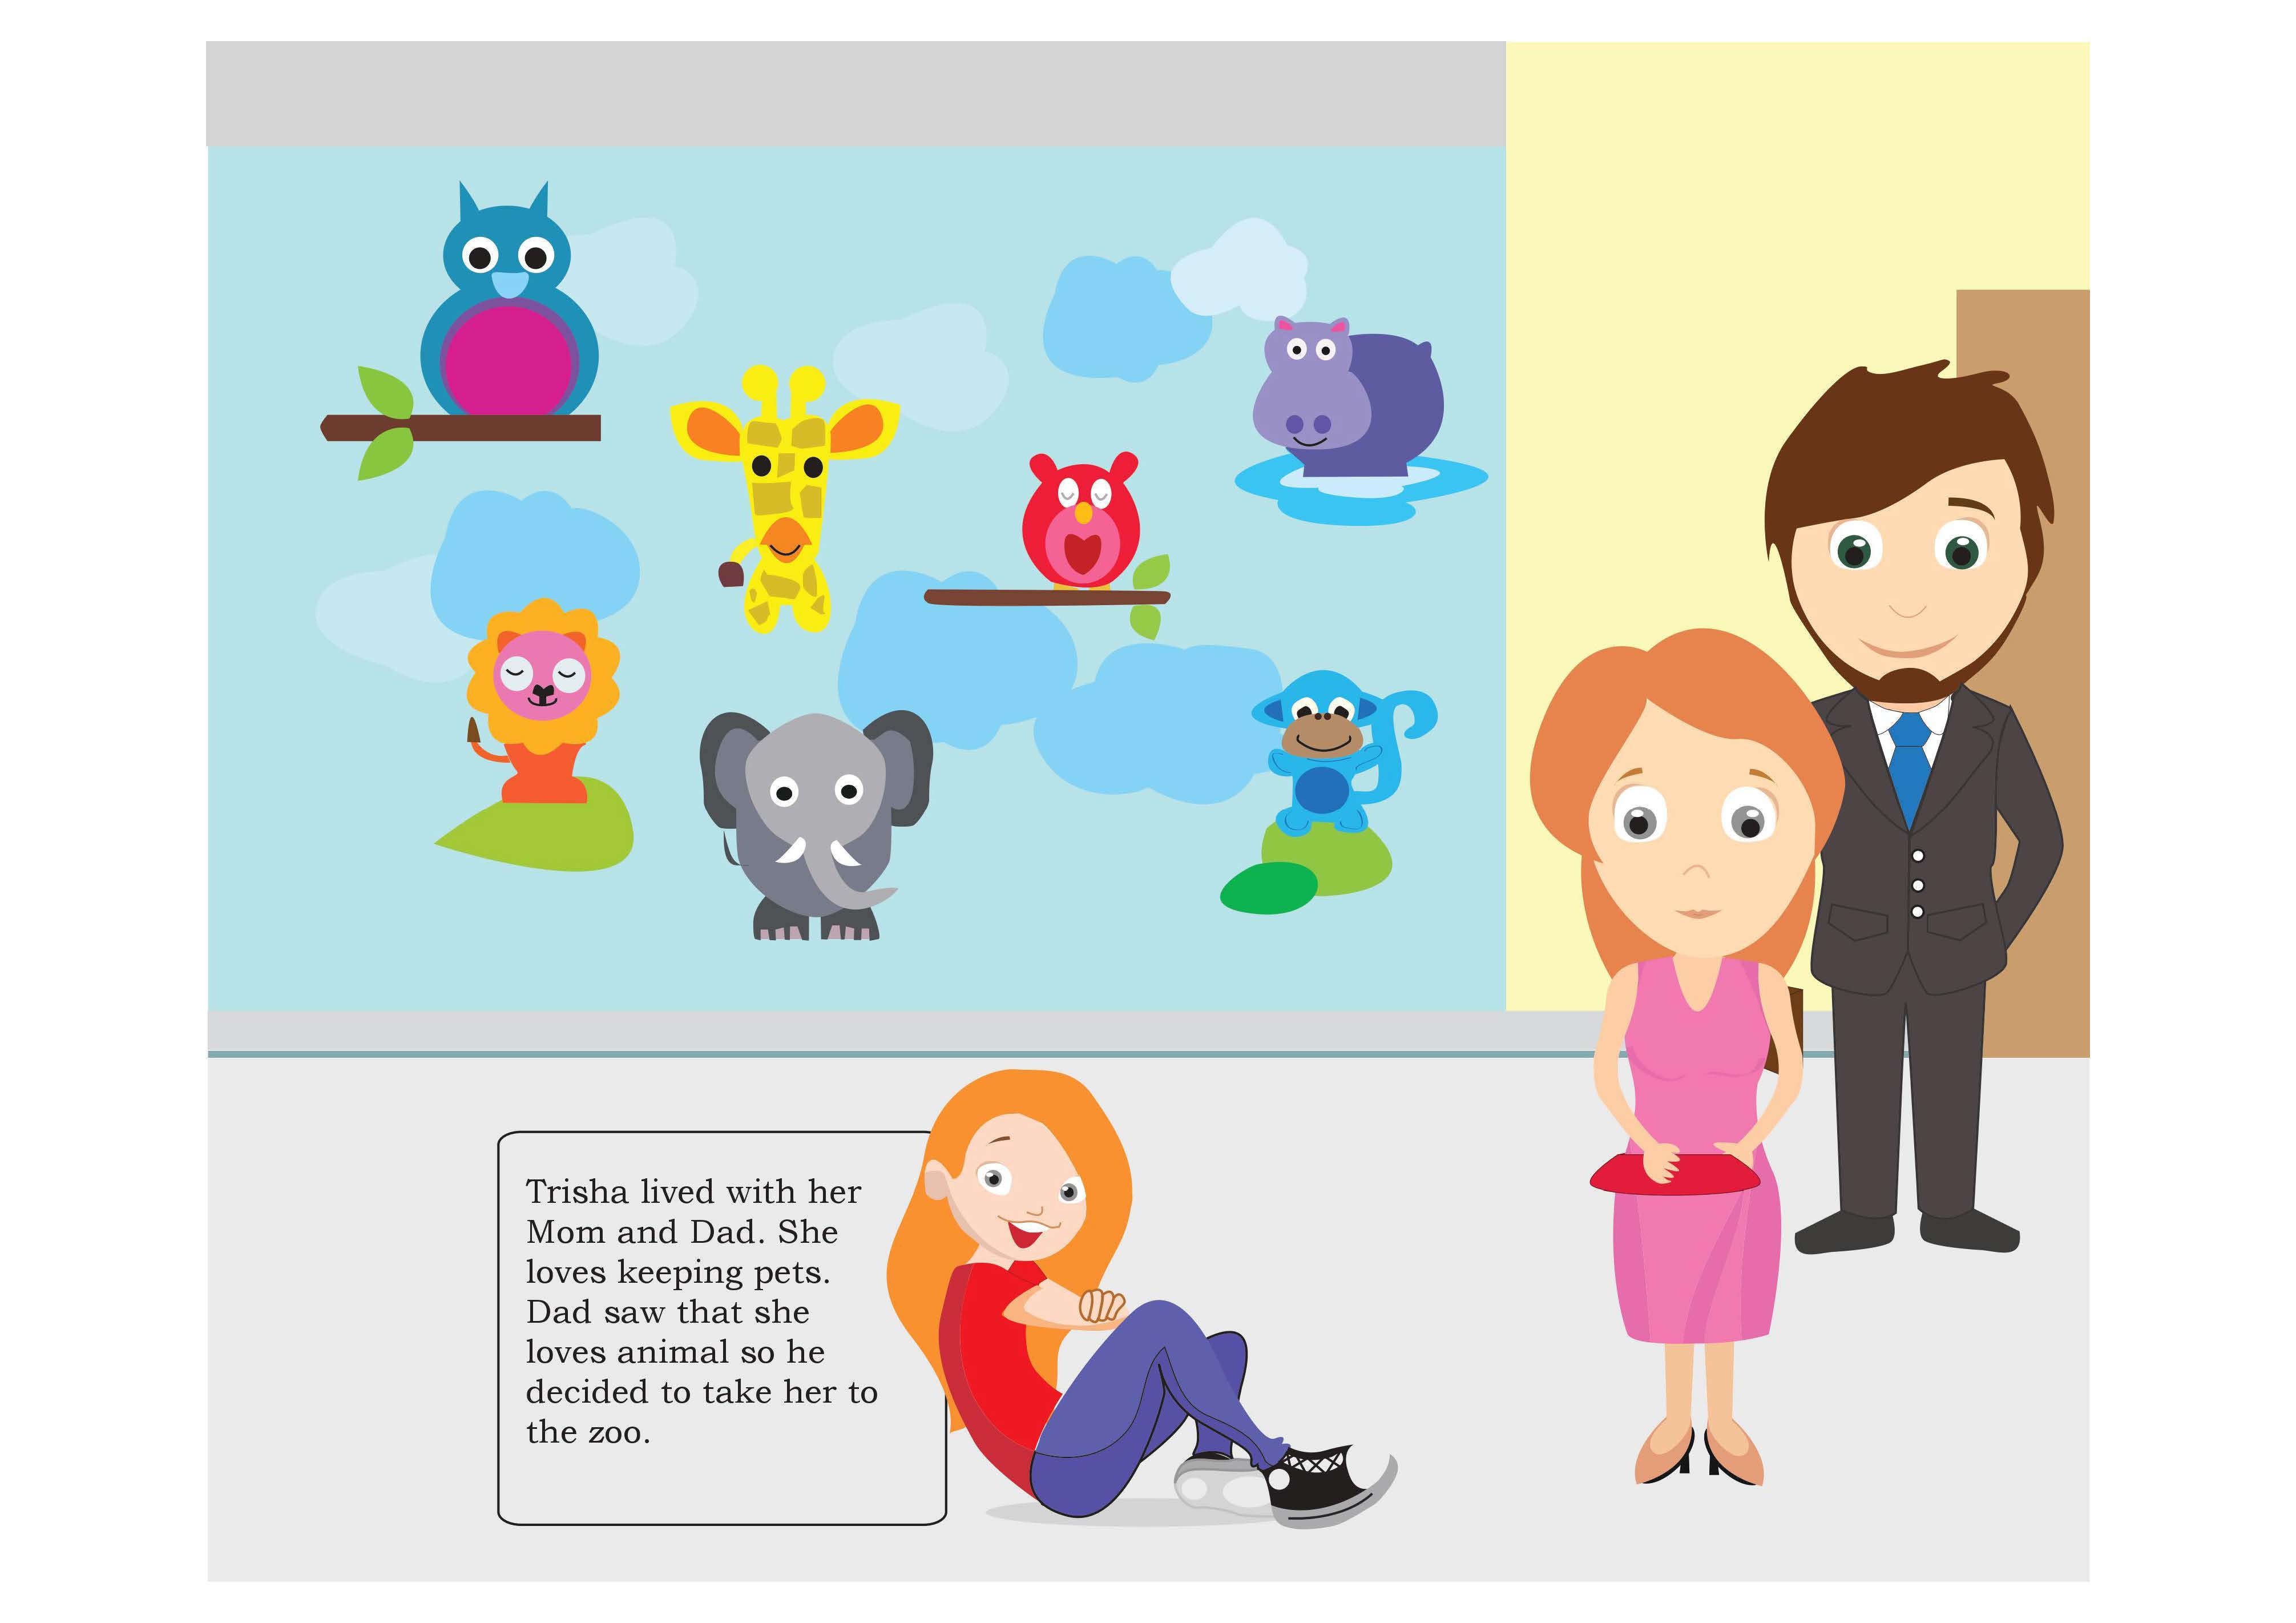 Trisha lived with her
Mom and Dad. She
loves keeping pets.
Dad saw that she
loves animal so he
decided to take her to
the zoo.